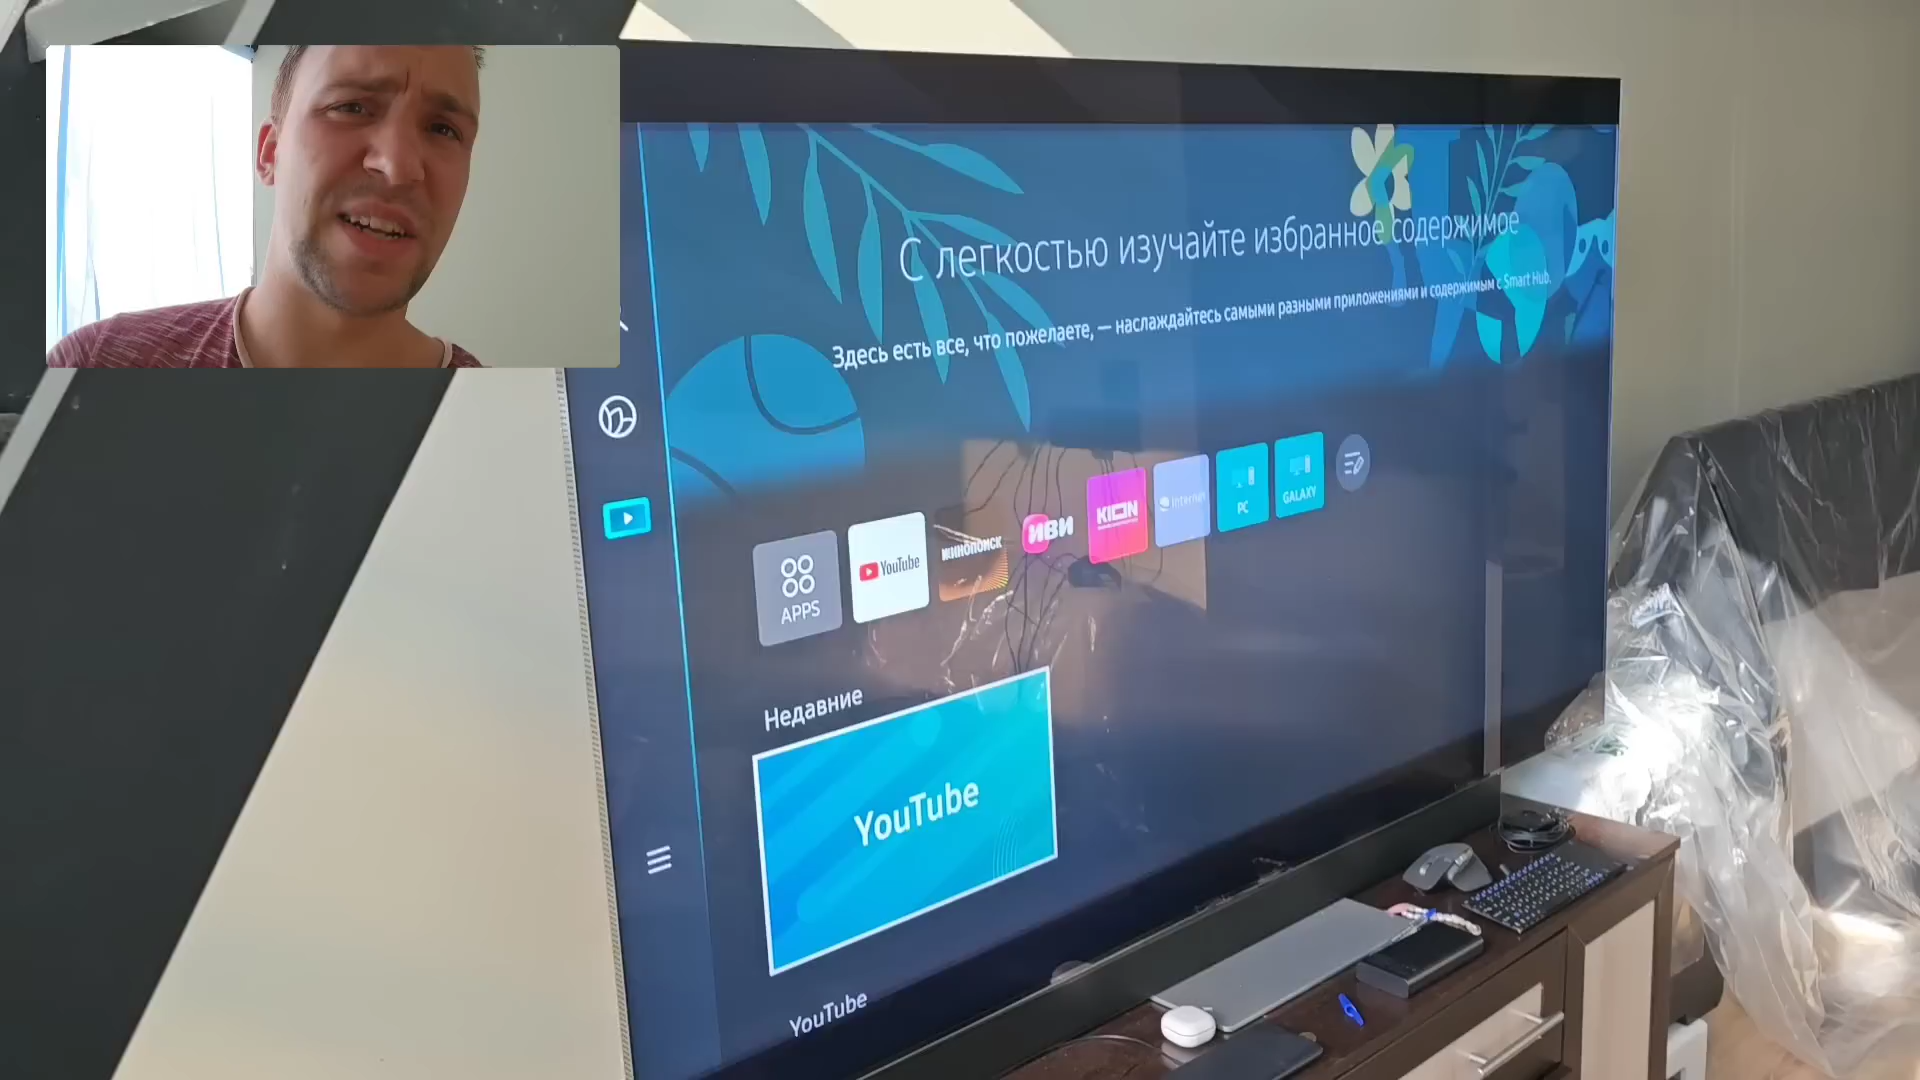 С легкостью изучайте избранное содержимое
Здесь есть все, что пожелаете, — наслаждайтесь самыми разными приложениями и содержимым с Smart Hub.
APPS
YouTube
КИНОПОИСК
ИВИ
KION
Internet
PC
GALAXY
Недавние
YouTube
YouTube